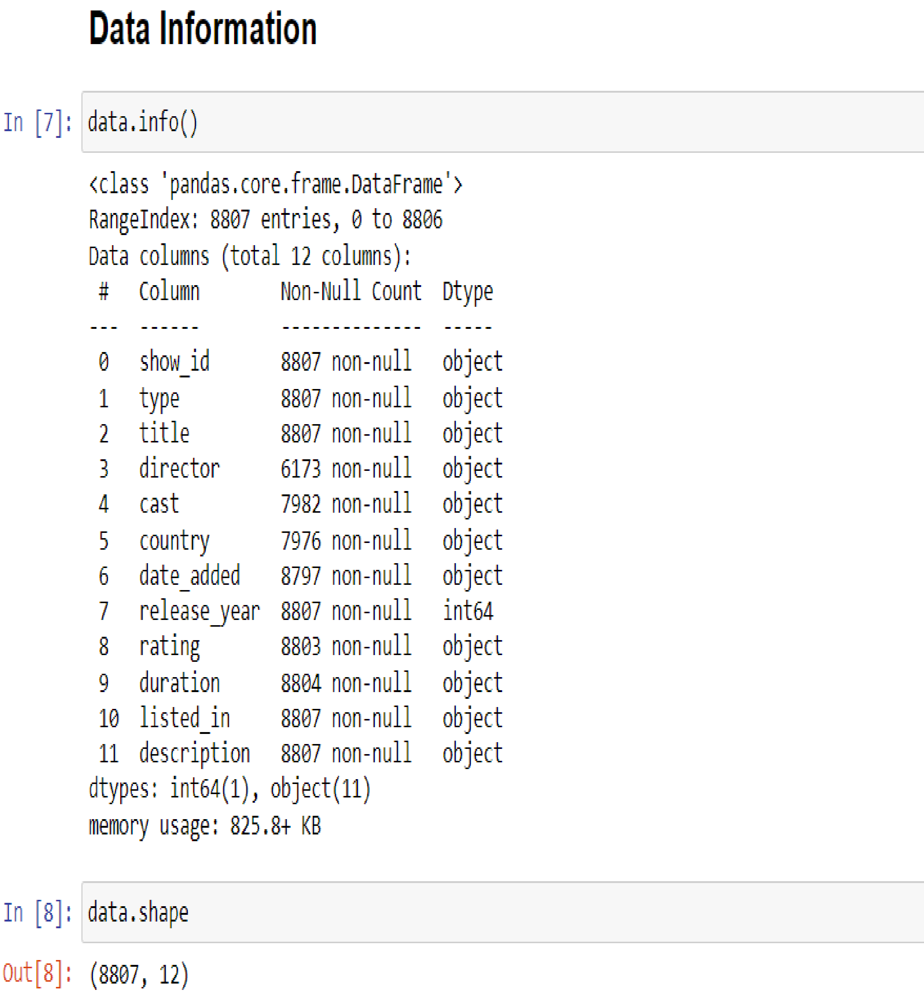 Data Information
In [7]: data.info()
<class 'pandas.core.frame.DataFrame'>
RangeIndex: 8807 entries, 0 to 8806
Data columns (total 12 columns):
 #   Column        Non-Null Count  Dtype
---  ------        --------------  -----
 0   show_id       8807 non-null   object
 1   type          8807 non-null   object
 2   title         8807 non-null   object
 3   director      6173 non-null   object
 4   cast          7982 non-null   object
 5   country       7976 non-null   object
 6   date_added    8797 non-null   object
 7   release_year  8807 non-null   int64
 8   rating        8803 non-null   object
 9   duration      8804 non-null   object
 10  listed_in     8807 non-null   object
 11  description   8807 non-null   object
dtypes: int64(1), object(11)
memory usage: 825.8+ KB
In [8]: data.shape
Out[8]: (8807, 12)